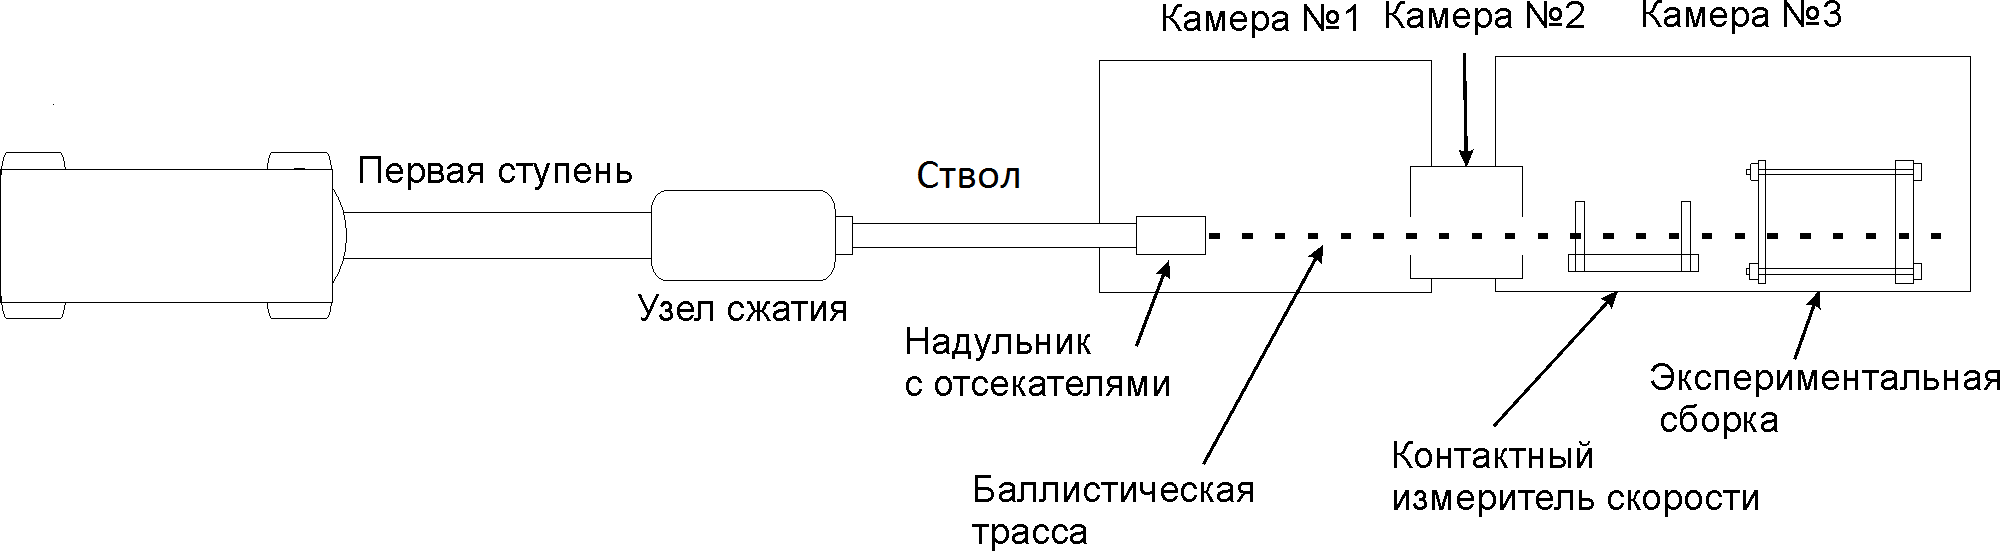 Камера №1
Камера №2
Камера №3
Первая ступень
Ствол
Узел сжатия
Надульник
с отсекателями
Баллистическая
трасса
Контактный
измеритель скорости
Экспериментальная
сборка